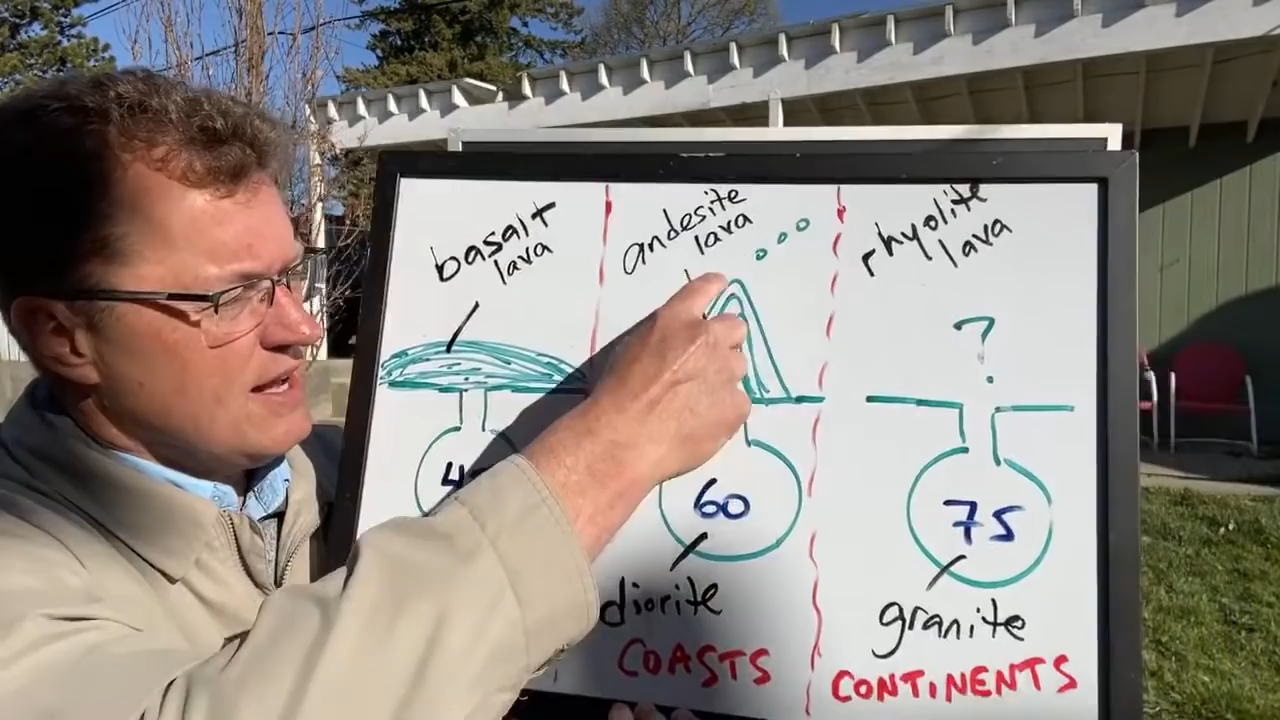 basalt
lava
andesite
lava
rhyolite
lava
?
60
75
diorite
granite
COASTS
CONTINENTS